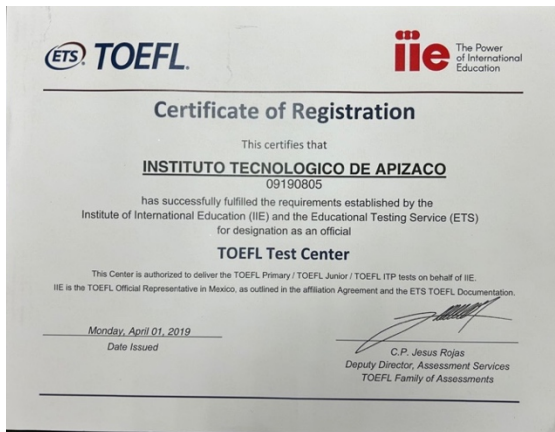 ETS TOEFL.
iie The Power
of International
Education
Certificate of Registration
This certifies that
INSTITUTO TECNOLOGICO DE APIZACO
09190805
has successfully fulfilled the requirements established by the
Institute of International Education (IIE) and the Educational Testing Service (ETS)
for designation as an official
TOEFL Test Center
This Center is authorized to deliver the TOEFL Primary / TOEFL Junior / TOEFL ITP tests on behalf of IIE.
IIE is the TOEFL Official Representative in Mexico, as outlined in the affiliation Agreement and the ETS TOEFL Documentation.
Monday, April 01, 2019
Date Issued
C.P. Jesus Rojas
Deputy Director, Assessment Services
TOEFL Family of Assessments